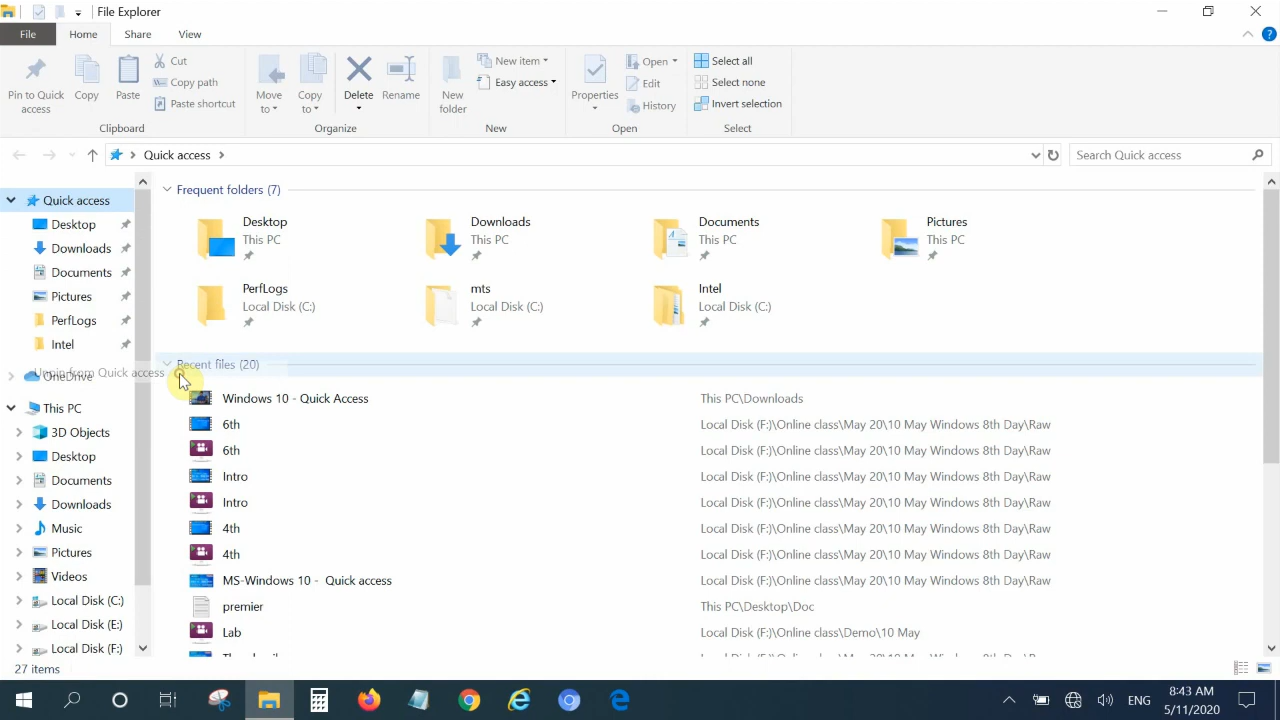 File Explorer
File Home Share View
Pin to Quick access
Copy
Paste
Cut
Copy path
Paste shortcut
Clipboard
Move to
Copy to
Delete
Rename
Organize
New folder
New item
Easy access
New
Properties
Open
Edit
History
Open
Select all
Select none
Invert selection
Select
Quick access
Search Quick access
Quick access
Desktop
Downloads
Documents
Pictures
PerfLogs
Intel
Unpin from Quick access
OneDrive
This PC
3D Objects
Desktop
Documents
Downloads
Music
Pictures
Videos
Local Disk (C:)
Local Disk (E:)
Local Disk (F:)
Frequent folders (7)
Desktop
This PC
Downloads
This PC
Documents
This PC
Pictures
This PC
PerfLogs
Local Disk (C:)
mts
Local Disk (C:)
Intel
Local Disk (C:)
Recent files (20)
Windows 10 - Quick Access This PC\Downloads
6th Local Disk (F:)\Online class\May 20\10 May Windows 8th Day\Raw
6th Local Disk (F:)\Online class\May 20\10 May Windows 8th Day\Raw
Intro Local Disk (F:)\Online class\May 20\10 May Windows 8th Day\Raw
Intro Local Disk (F:)\Online class\May 20\10 May Windows 8th Day\Raw
4th Local Disk (F:)\Online class\May 20\10 May Windows 8th Day\Raw
4th Local Disk (F:)\Online class\May 20\10 May Windows 8th Day\Raw
MS-Windows 10 - Quick access Local Disk (F:)\Online class\May 20\10 May Windows 8th Day\Raw
premier This PC\Desktop\Doc
Lab Local Disk (F:)\Online class\Demo\10 May
27 items
ENG
8:43 AM
5/11/2020